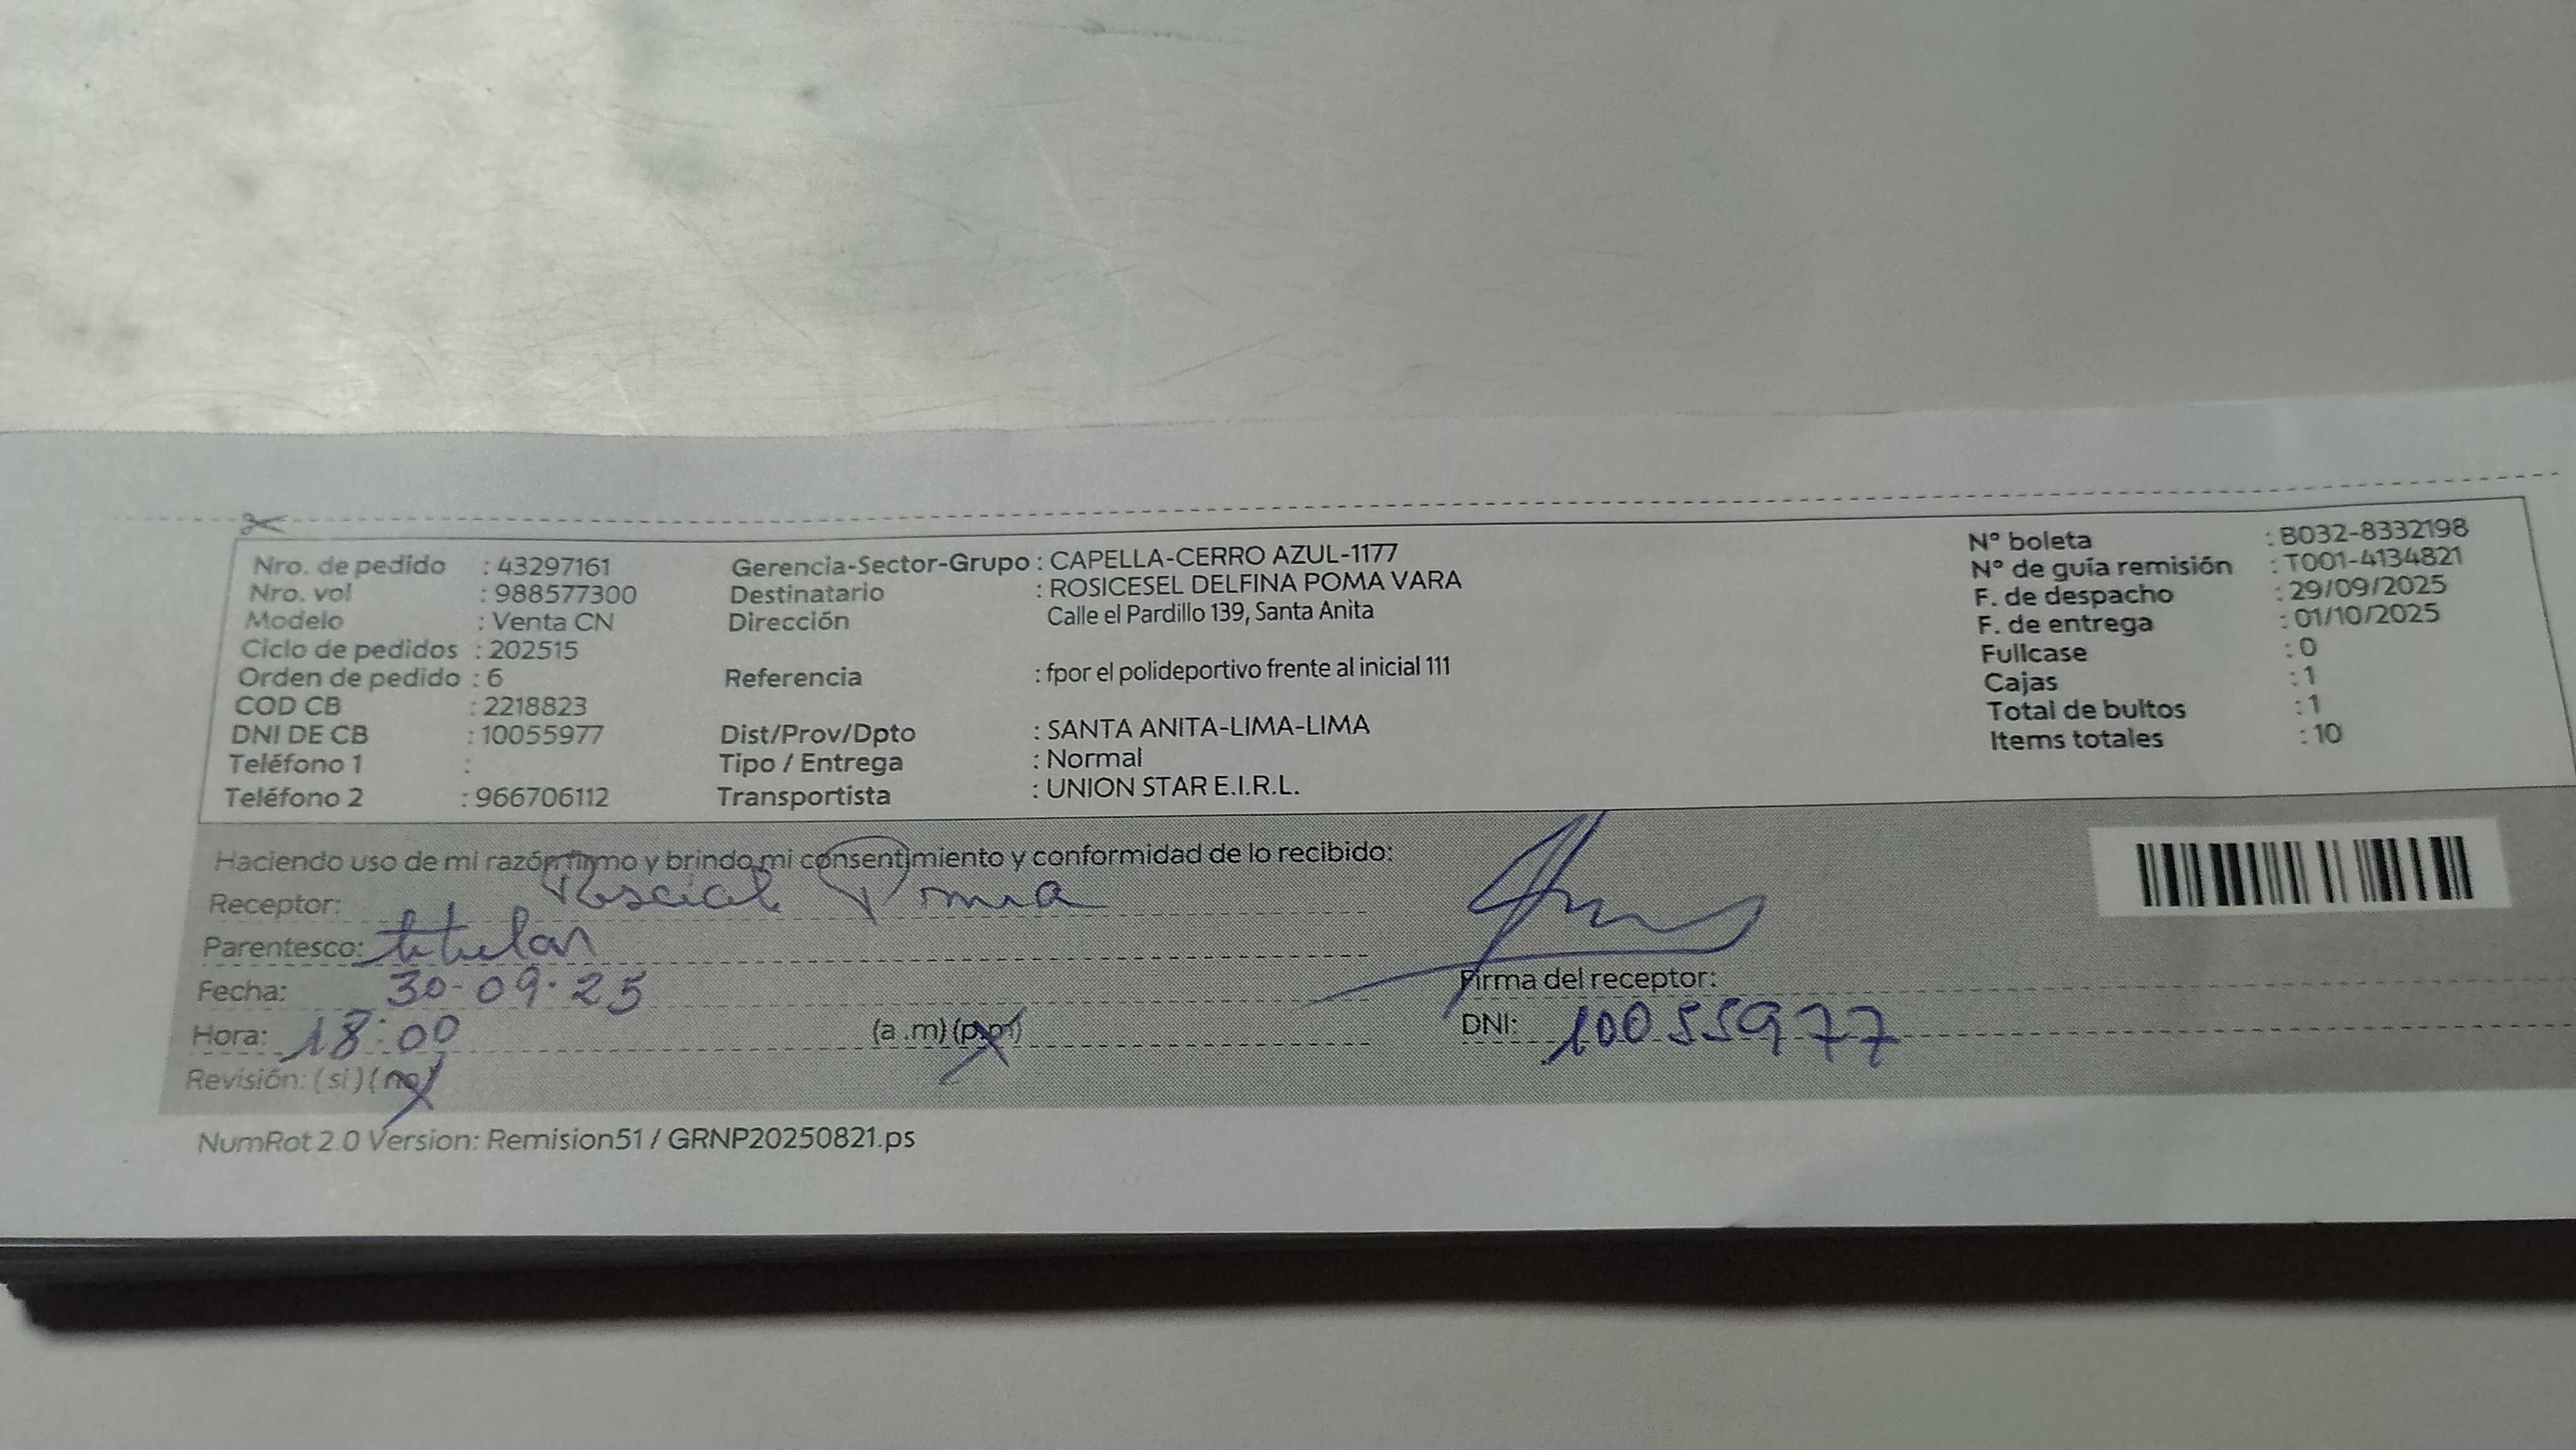 Nro. de pedido : 43297161
Nro. vol : 988577300
Modelo : Venta CN
Ciclo de pedidos : 202515
Orden de pedido : 6
COD CB : 2218823
DNI DE CB : 10055977
Teléfono 1 :
Teléfono 2 : 966706112
Gerencia-Sector-Grupo : CAPELLA-CERRO AZUL-1177
Destinatario : ROSICESEL DELFINA POMA VARA
Dirección Calle el Pardillo 139, Santa Anita
Referencia : fpor el polideportivo frente al inicial 111
Dist/Prov/Dpto : SANTA ANITA-LIMA-LIMA
Tipo / Entrega : Normal
Transportista : UNION STAR E.I.R.L.
N° boleta : B032-8332198
N° de guía remisión : T001-4134821
F. de despacho : 29/09/2025
F. de entrega : 01/10/2025
Fullcase : 0
Cajas : 1
Total de bultos : 1
Items totales : 10
Haciendo uso de mi razón firmo y brindo mi consentimiento y conformidad de lo recibido:
Receptor: Poma
Parentesco: titular
Fecha: 30-09-25
Hora: 18:00 (a .m) (p.m)
Revisión: ( si ) ( no )
Firma del receptor:
DNI: 10055977
NumRot 2.0 Version: Remision51 / GRNP20250821.ps